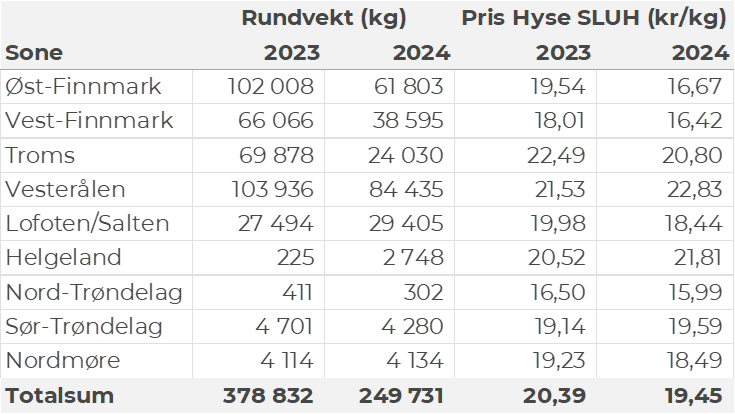 Rundvekt (kg) Pris Hyse SLUH (kr/kg)
Sone 2023 2024 2023 2024
Øst-Finnmark 102 008 61 803 19,54 16,67
Vest-Finnmark 66 066 38 595 18,01 16,42
Troms 69 878 24 030 22,49 20,80
Vesterålen 103 936 84 435 21,53 22,83
Lofoten/Salten 27 494 29 405 19,98 18,44
Helgeland 225 2 748 20,52 21,81
Nord-Trøndelag 411 302 16,50 15,99
Sør-Trøndelag 4 701 4 280 19,14 19,59
Nordmøre 4 114 4 134 19,23 18,49
Totalsum 378 832 249 731 20,39 19,45